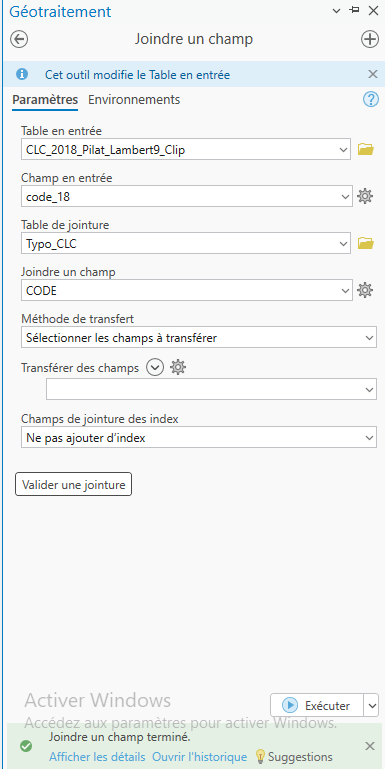 Géotraitement
Joindre un champ
Cet outil modifie le Table en entrée
Paramètres Environnements
Table en entrée
CLC_2018_Pilat_Lambert9_Clip
Champ en entrée
code_18
Table de jointure
Typo_CLC
Joindre un champ
CODE
Méthode de transfert
Sélectionner les champs à transférer
Transférer des champs
Champs de jointure des index
Ne pas ajouter d'index
Valider une jointure
Activer Windows
Exécuter
Accédez aux paramètres pour activer Windows.
Joindre un champ terminé.
Afficher les détails Ouvrir l'historique Suggestions